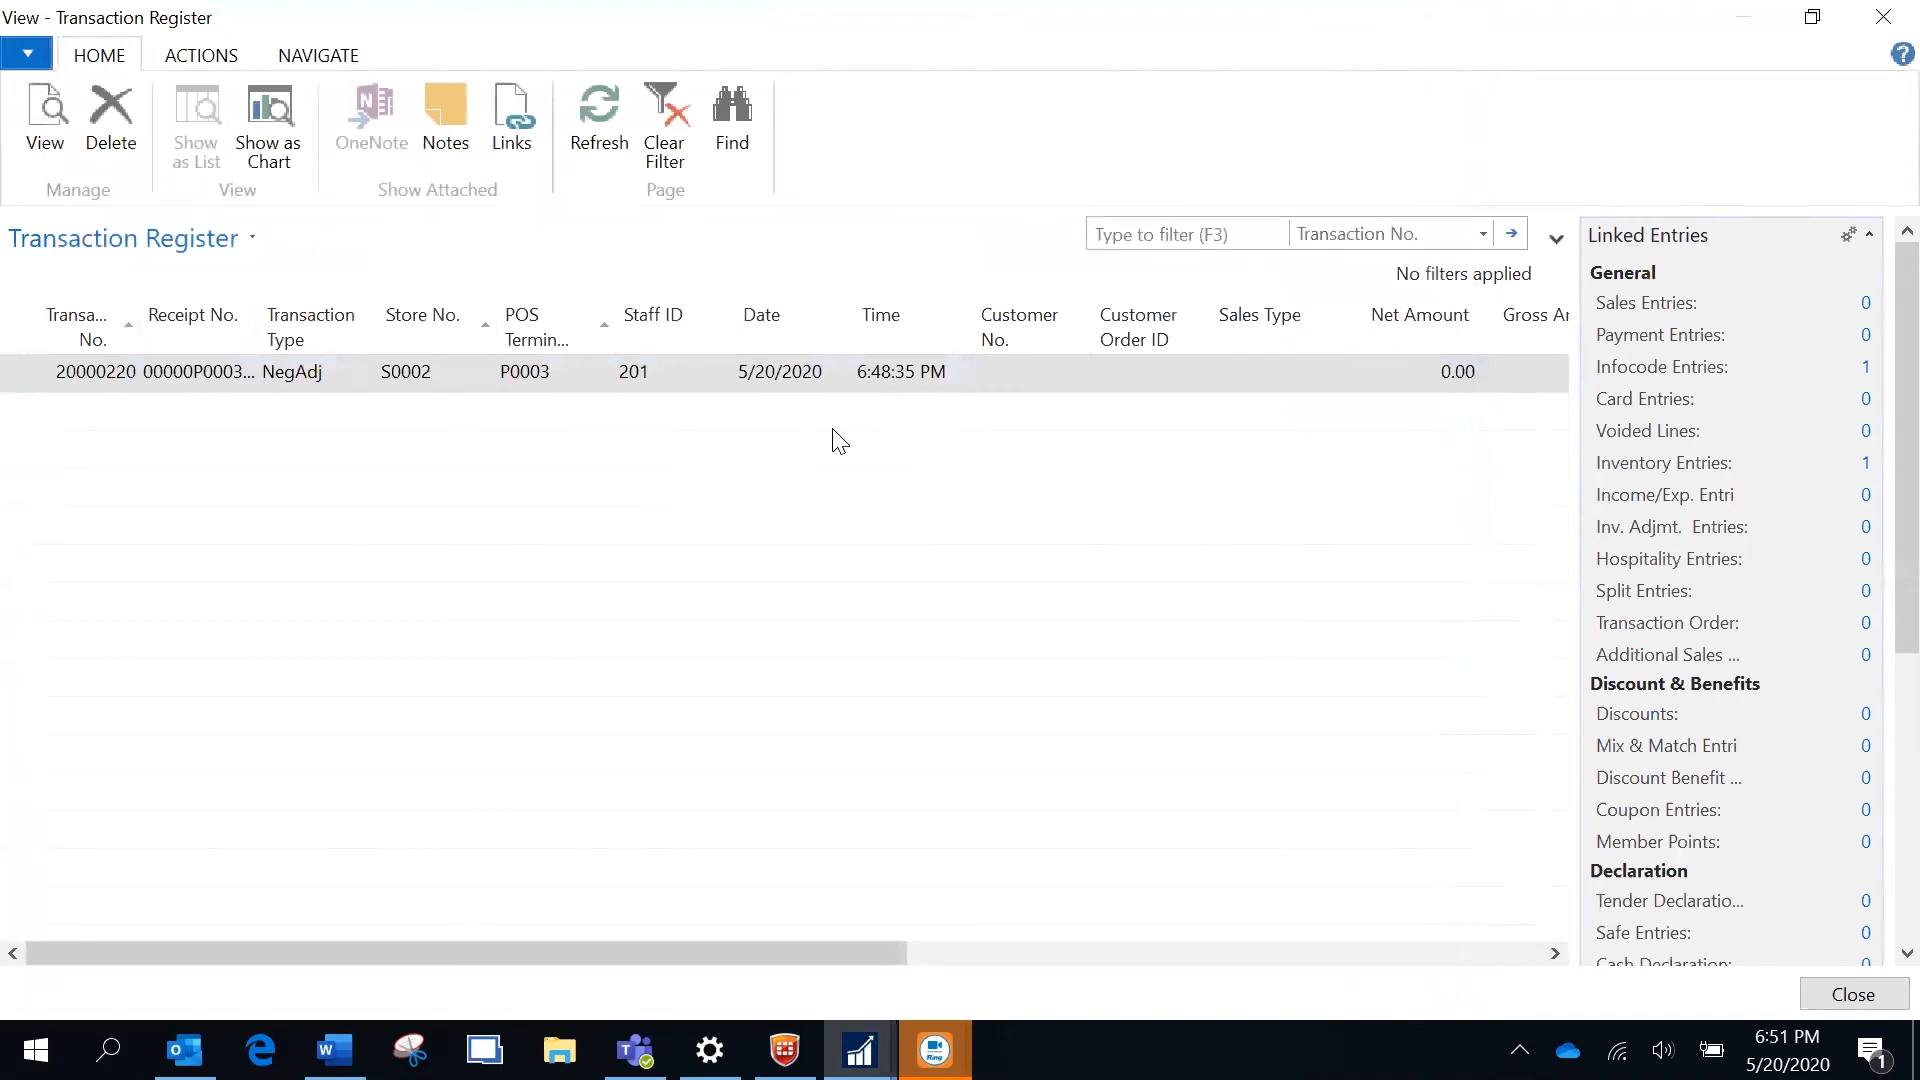 View - Transaction Register
HOME ACTIONS NAVIGATE
View Delete Show as List Show as Chart OneNote Notes Links Refresh Clear Filter Find
Manage View Show Attached Page
Transaction Register
Type to filter (F3) Transaction No.
No filters applied
Transa... No. Receipt No. Transaction Type Store No. POS Termin... Staff ID Date Time Customer No. Customer Order ID Sales Type Net Amount Gross Ar
20000220 00000P0003... NegAdj S0002 P0003 201 5/20/2020 6:48:35 PM 0.00
Linked Entries
General
Sales Entries: 0
Payment Entries: 0
Infocode Entries: 1
Card Entries: 0
Voided Lines: 0
Inventory Entries: 1
Income/Exp. Entri 0
Inv. Adjmt. Entries: 0
Hospitality Entries: 0
Split Entries: 0
Transaction Order: 0
Additional Sales ... 0
Discount & Benefits
Discounts: 0
Mix & Match Entri 0
Discount Benefit ... 0
Coupon Entries: 0
Member Points: 0
Declaration
Tender Declaratio... 0
Safe Entries: 0
Cash Declaration: 0
Close
6:51 PM
5/20/2020
1
Ring